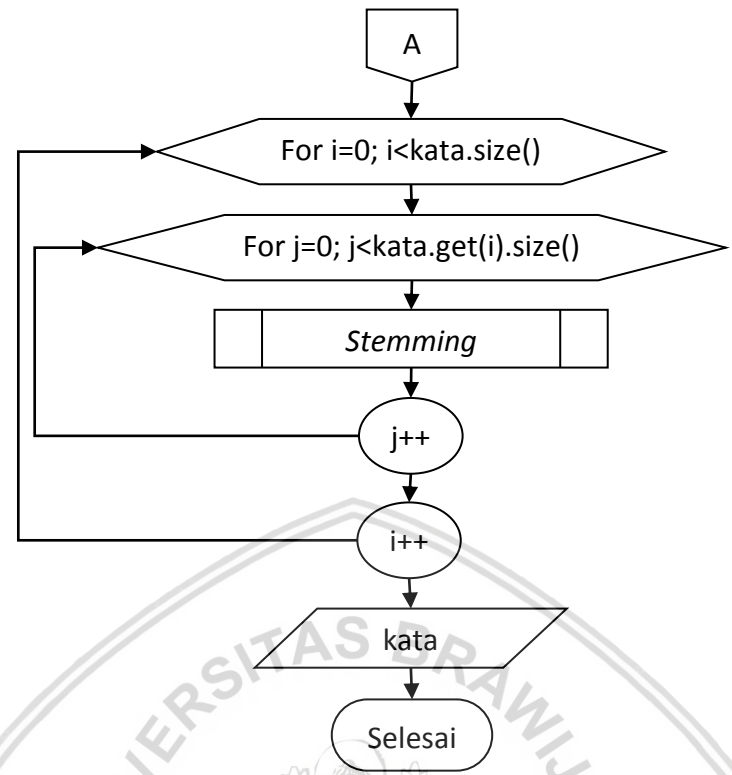 A
For i=0; i<kata.size()
For j=0; j<kata.get(i).size()
Stemming
j++
i++
kata
Selesai